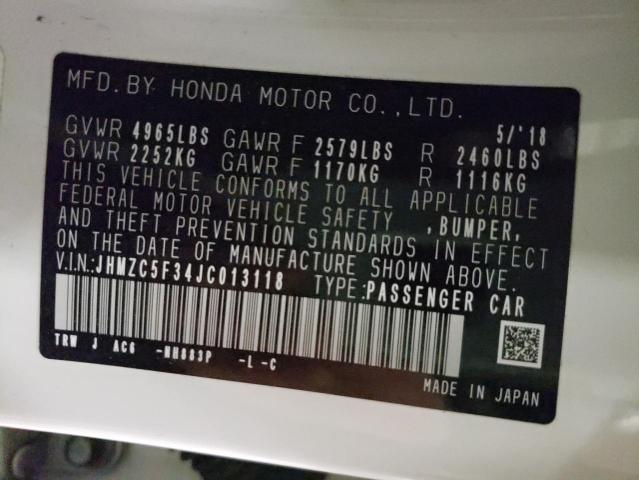 MFD. BY HONDA MOTOR CO., LTD.
5/'18
GVWR 4965LBS GAWR F 2579LBS R 2460LBS
GVWR 2252KG GAWR F 1170KG R 1116KG
THIS VEHICLE CONFORMS TO ALL APPLICABLE
FEDERAL MOTOR VEHICLE SAFETY ,BUMPER,
AND THEFT PREVENTION STANDARDS IN EFFECT
ON THE DATE OF MANUFACTURE SHOWN ABOVE.
V.I.N.:JHMZC5F34JC013118 TYPE:PASSENGER CAR
TRW J AC6 -NH883P -L -C
MADE IN JAPAN